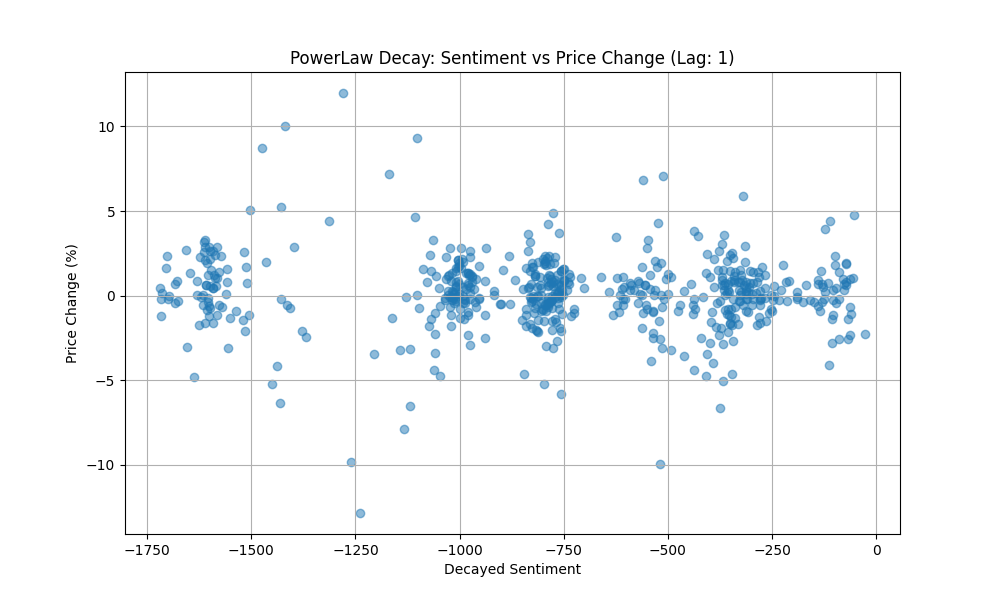 PowerLaw Decay: Sentiment vs Price Change (Lag: 1)
Price Change (%)
10
5
0
−5
−10
−1750 −1500 −1250 −1000 −750 −500 −250 0
Decayed Sentiment